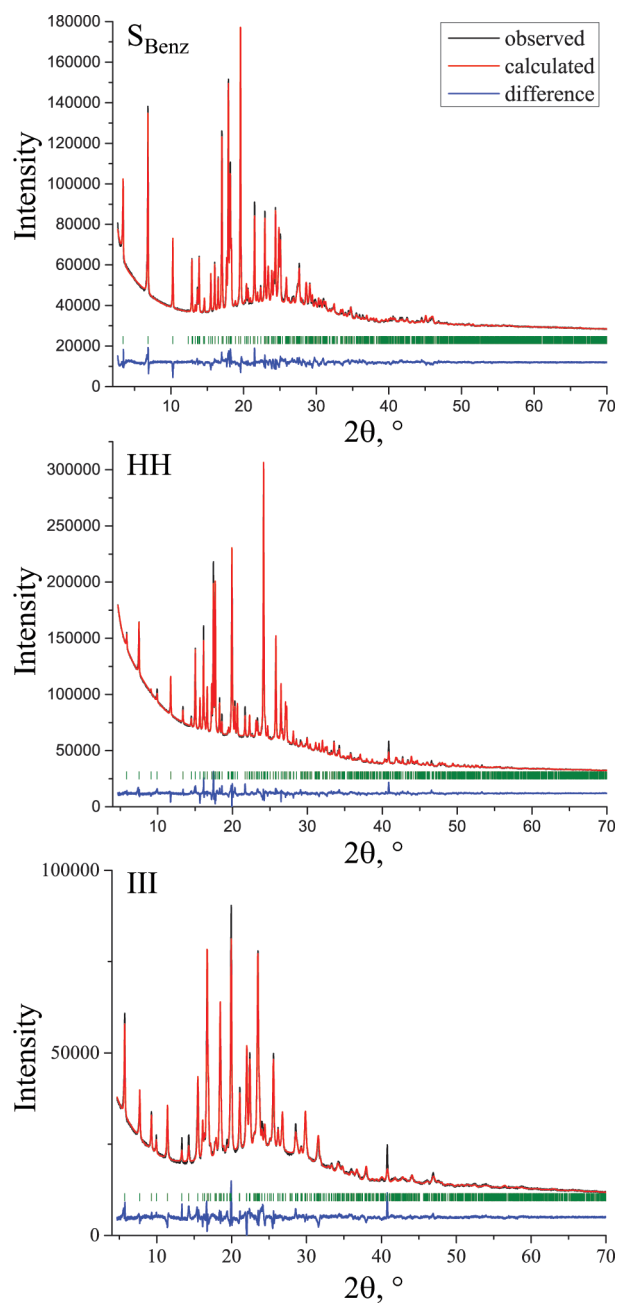 S_Benz
observed
calculated
difference
Intensity
180000
160000
140000
120000
100000
80000
60000
40000
20000
0
10 20 30 40 50 60 70
2θ, °
HH
Intensity
300000
250000
200000
150000
100000
50000
0
10 20 30 40 50 60 70
2θ, °
III
Intensity
100000
50000
0
10 20 30 40 50 60 70
2θ, °